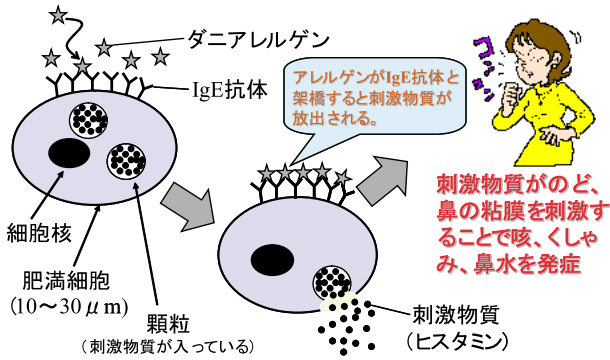 ダニアレルゲン
IgE抗体
細胞核
肥満細胞
(10～30μm)
顆粒
（刺激物質が入っている）
アレルゲンがIgE抗体と
架橋すると刺激物質が
放出される。
刺激物質
（ヒスタミン）
コンッ
コンッ
刺激物質がのど、
鼻の粘膜を刺激す
ることで咳、くしゃ
み、鼻水を発症